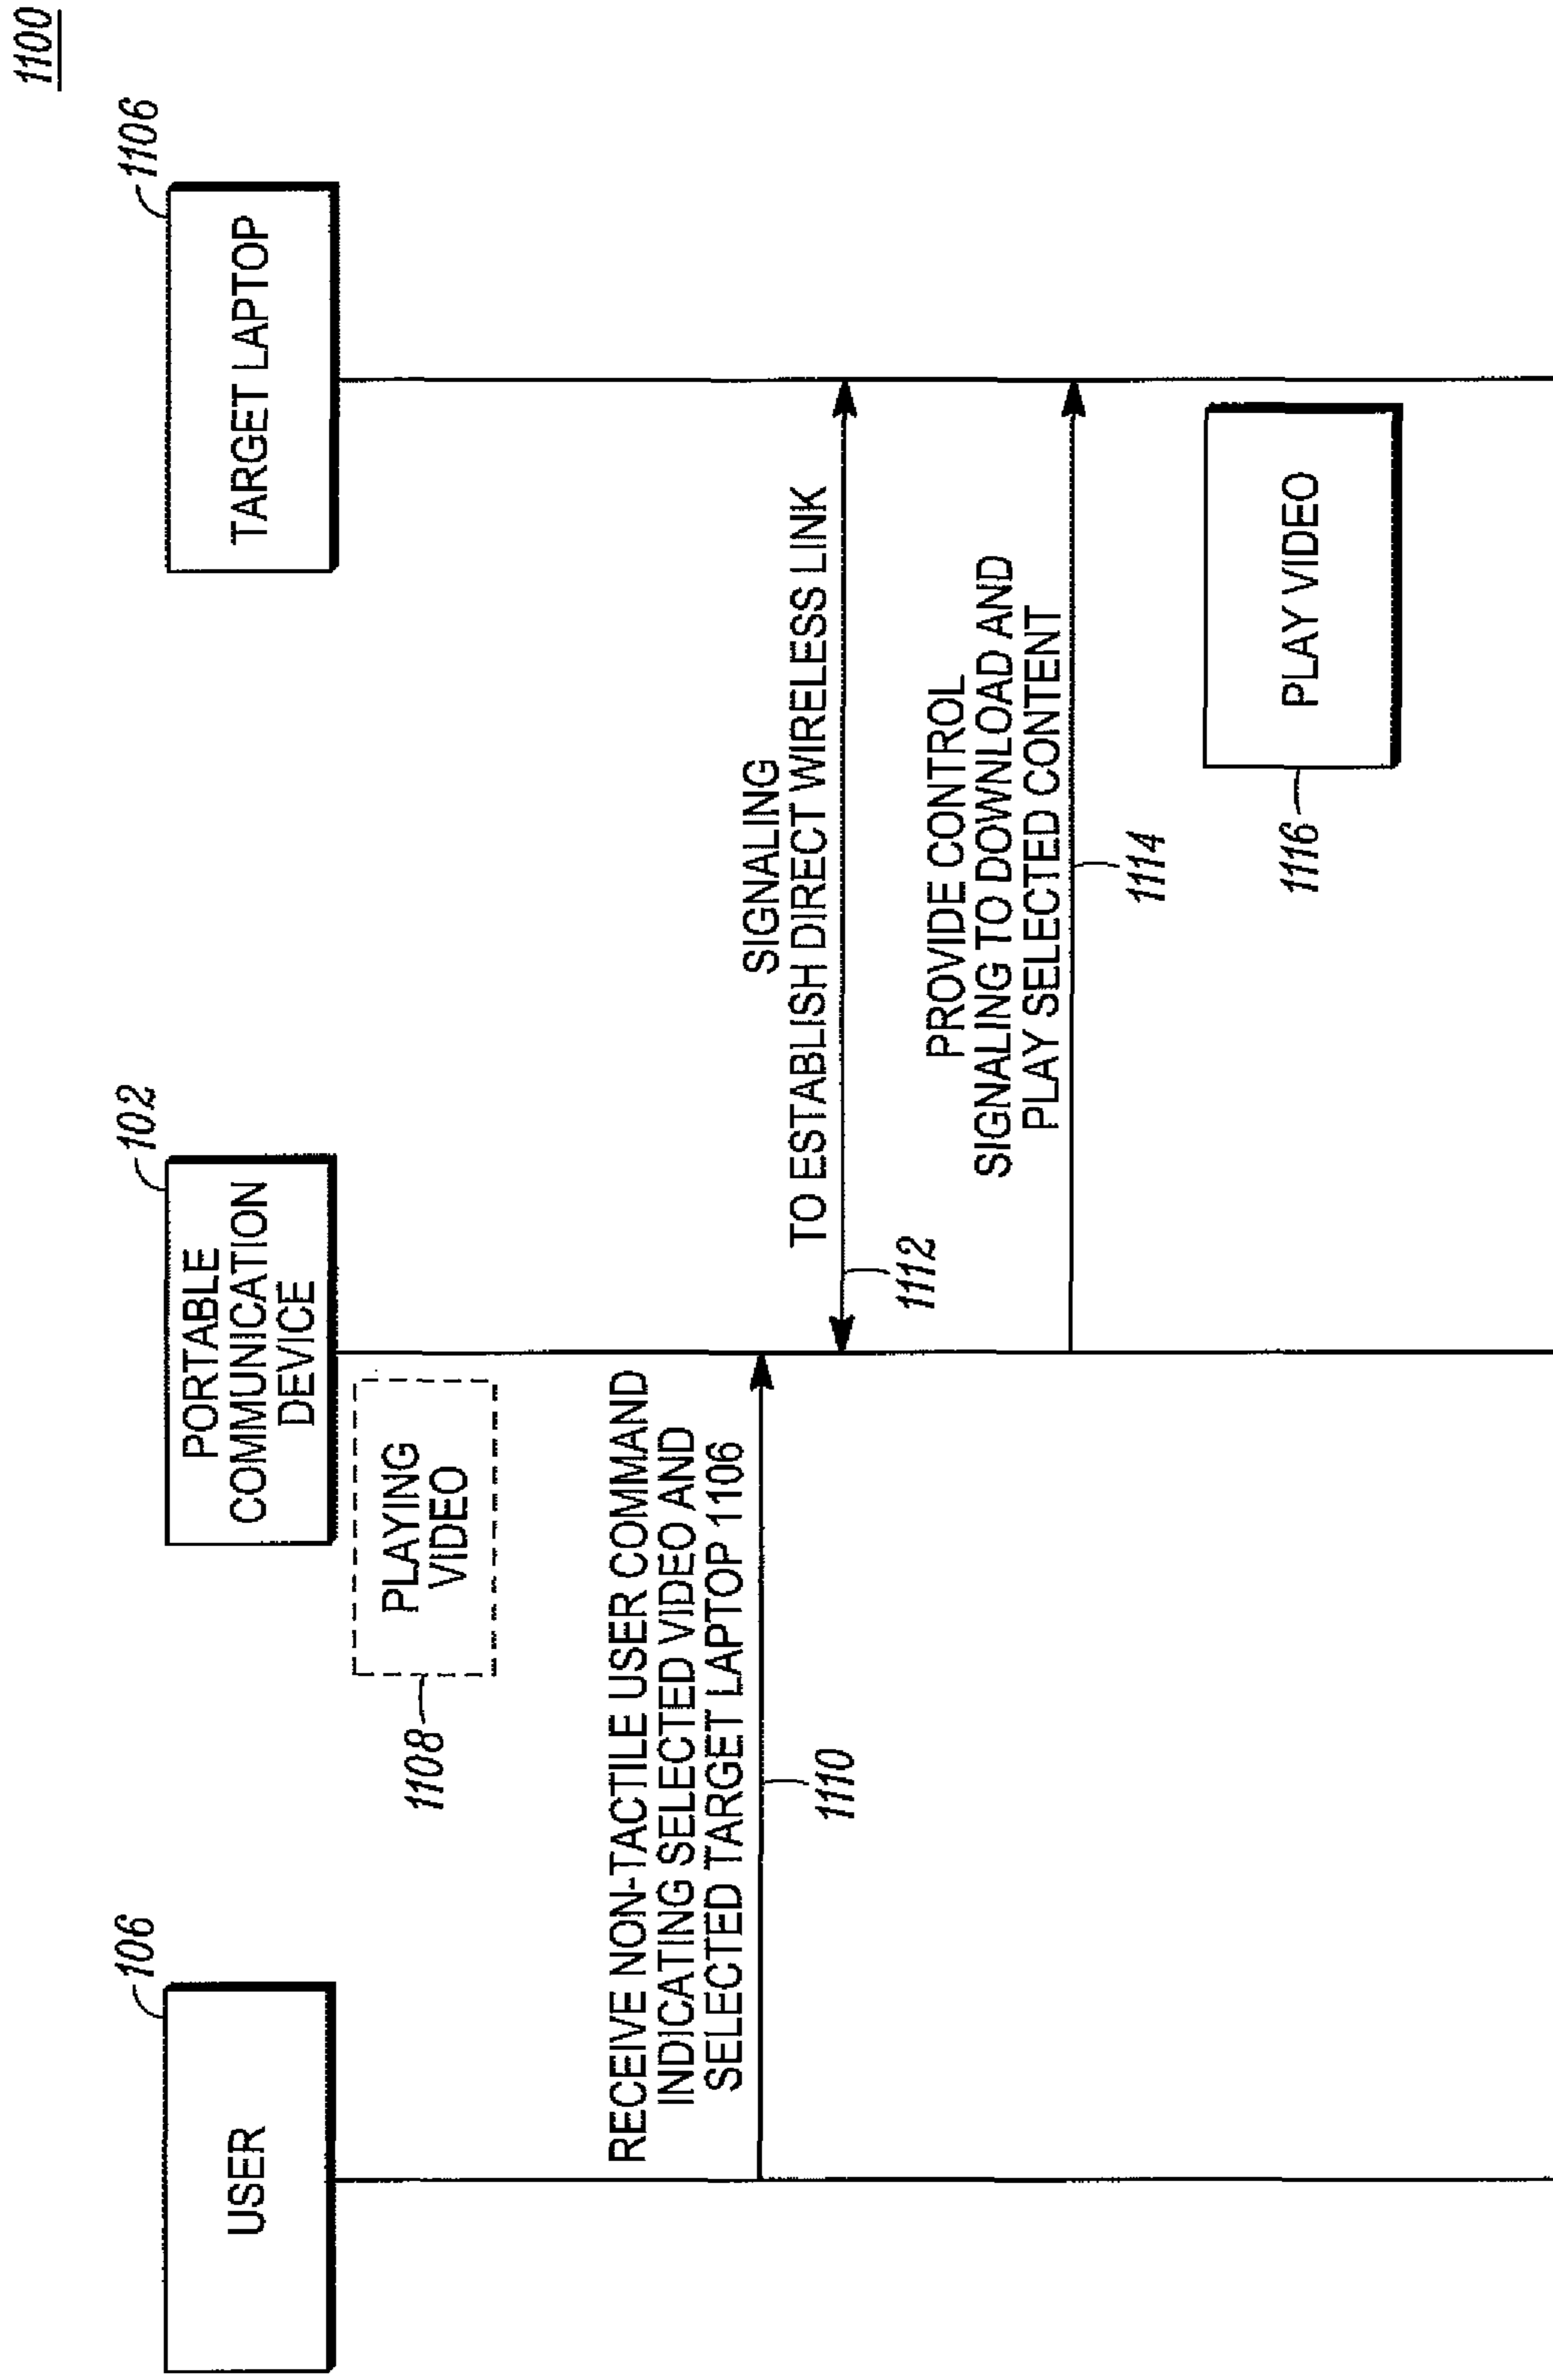 1100
106
USER
102
PORTABLE
COMMUNICATION
DEVICE
1106
TARGET LAPTOP
PLAYING
VIDEO
1108
RECEIVE NON-TACTILE USER COMMAND
INDICATING SELECTED VIDEO AND
SELECTED TARGET LAPTOP 1106
1110
SIGNALING
TO ESTABLISH DIRECT WIRELESS LINK
1112
PROVIDE CONTROL
SIGNALING TO DOWNLOAD AND
PLAY SELECTED CONTENT
1114
PLAY VIDEO
1116